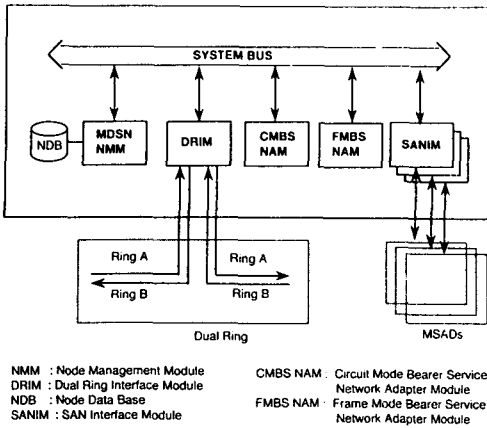 SYSTEM BUS
NDB
MDSN
NMM
DRIM
CMBS
NAM
FMBS
NAM
SANIM
Ring A
Ring A
Ring B
Ring B
Dual Ring
MSADs
NMM : Node Management Module
DRIM : Dual Ring Interface Module
NDB : Node Data Base
SANIM : SAN Interface Module
CMBS NAM : Circuit Mode Bearer Service
Network Adapter Module
FMBS NAM : Frame Mode Bearer Service
Network Adapter Module